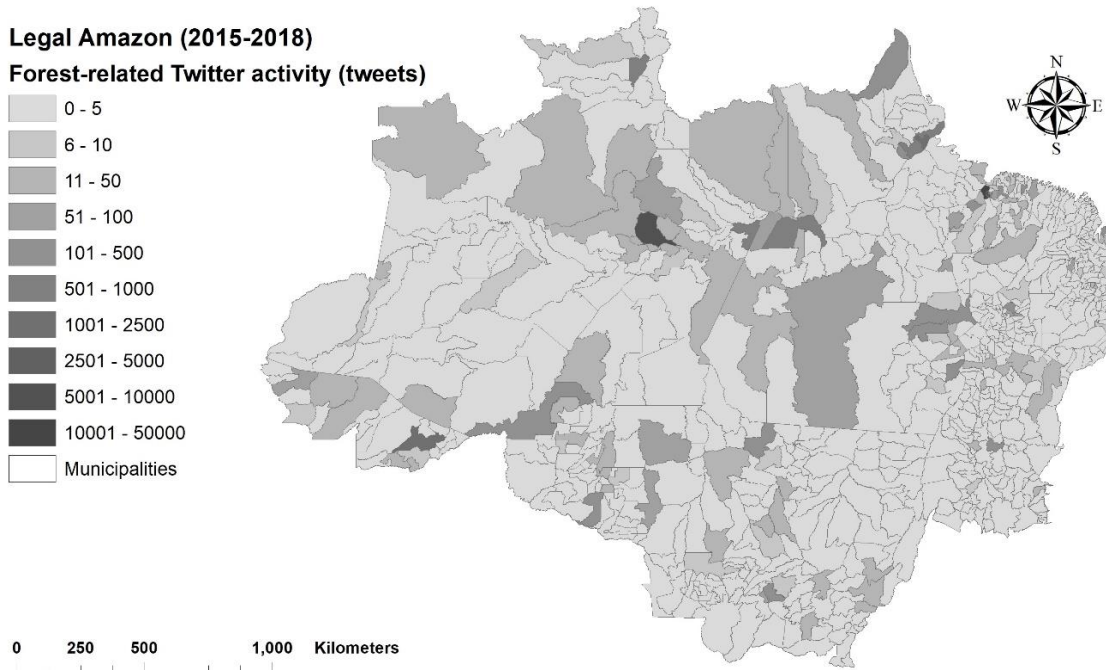 Legal Amazon (2015-2018)
Forest-related Twitter activity (tweets)
0 - 5
6 - 10
11 - 50
51 - 100
101 - 500
501 - 1000
1001 - 2500
2501 - 5000
5001 - 10000
10001 - 50000
Municipalities
N
W E
S
0 250 500 1,000 Kilometers